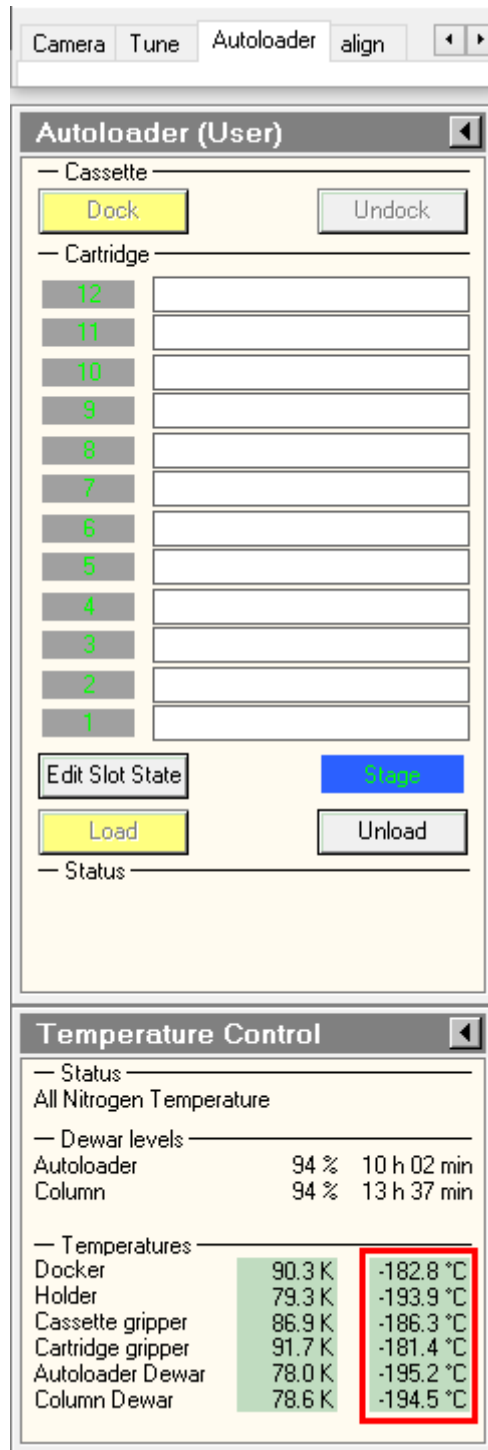 Camera Tune Autoloader align
Autoloader (User)
Cassette
Dock Undock
Cartridge
12
11
10
9
8
7
6
5
4
3
2
1
Edit Slot State Stage
Load Unload
Status
Temperature Control
Status
All Nitrogen Temperature
Dewar levels
Autoloader 94 % 10 h 02 min
Column 94 % 13 h 37 min
Temperatures
Docker 90.3 K -182.8 °C
Holder 79.3 K -193.9 °C
Cassette gripper 86.9 K -186.3 °C
Cartridge gripper 91.7 K -181.4 °C
Autoloader Dewar 78.0 K -195.2 °C
Column Dewar 78.6 K -194.5 °C